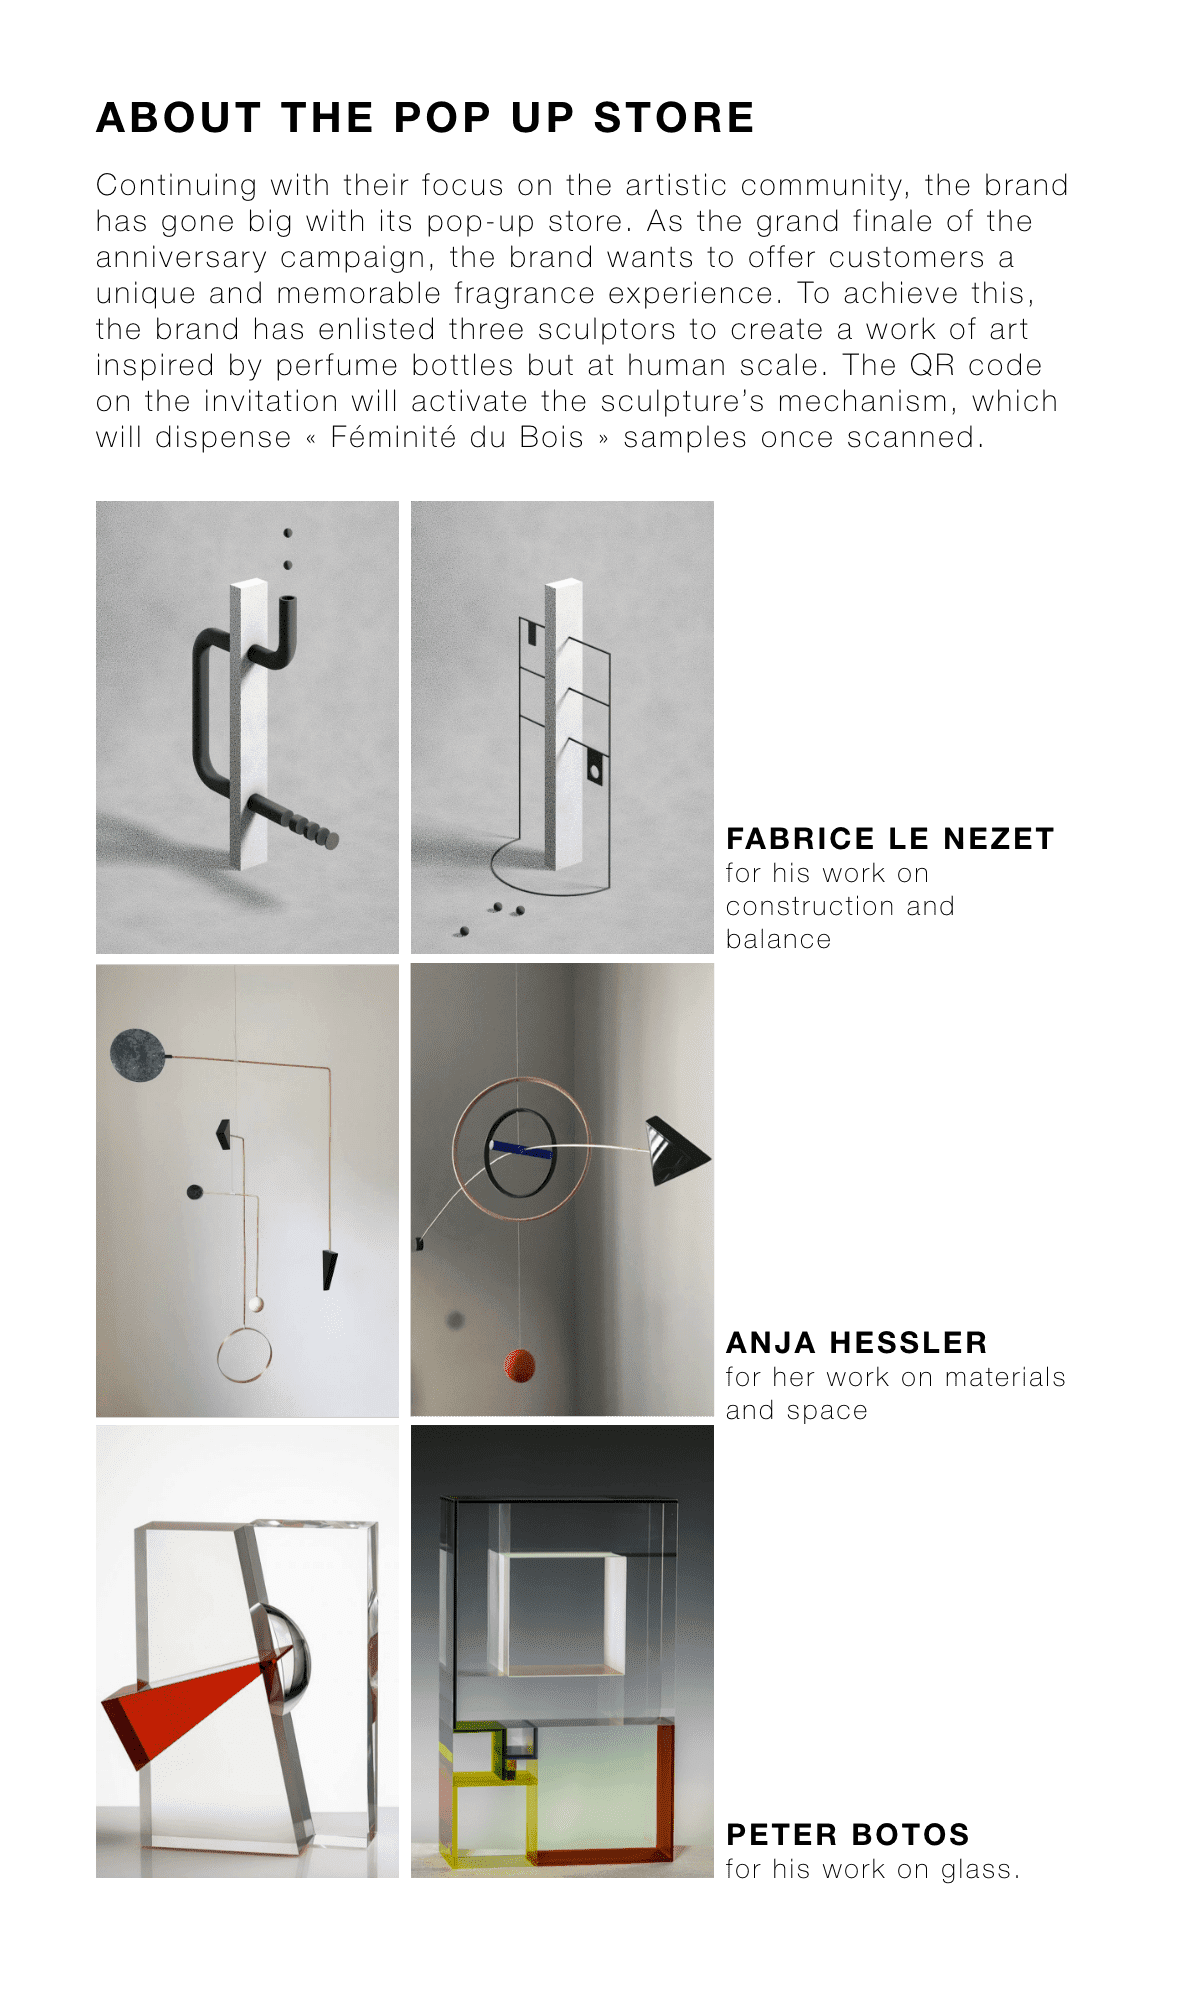 ABOUT THE POP UP STORE
Continuing with their focus on the artistic community, the brand
has gone big with its pop-up store. As the grand finale of the
anniversary campaign, the brand wants to offer customers a
unique and memorable fragrance experience. To achieve this,
the brand has enlisted three sculptors to create a work of art
inspired by perfume bottles but at human scale. The QR code
on the invitation will activate the sculpture’s mechanism, which
will dispense « Féminité du Bois » samples once scanned.
FABRICE LE NEZET
for his work on
construction and
balance
ANJA HESSLER
for her work on materials
and space
PETER BOTOS
for his work on glass.